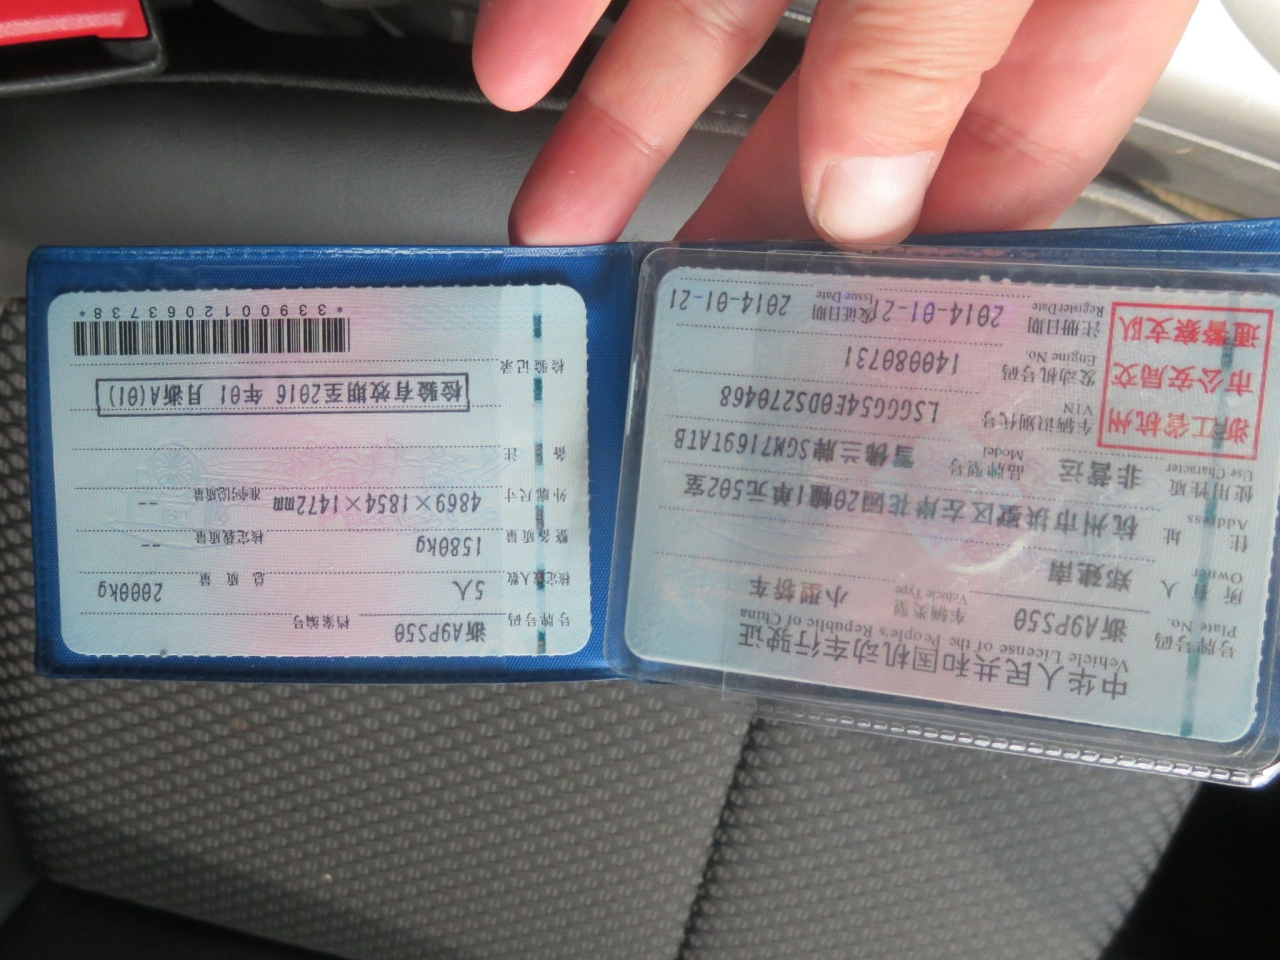 中华人民共和国机动车行驶证
Vehicle License of the People's Republic of China
号牌号码 浙A9PS50 车辆类型 小型轿车
Plate No. Vehicle Type
所有人 郑建南
Owner
住址 杭州市拱墅区左岸花园20幢1单元502室
Address
使用性质 非营运 品牌型号 雪佛兰牌SGM7169TATB
Use Character Model
浙江省杭州
市公安局交
通警察支队
车辆识别代号 LSGGG54E0DS270468
VIN
发动机号码 140080731
Engine No.
注册日期 2014-01-21 发证日期 2014-01-21
Register Date Issue Date
号牌号码 浙A9PS50 档案编号
核定载人数 5人 总质量 2000kg
整备质量 1580kg 核定载质量 --
外廓尺寸 4869×1854×1472mm 准牵引总质量 --
备注
检验有效期至2016 年01 月浙A(01)
检验记录
*3390012063738*